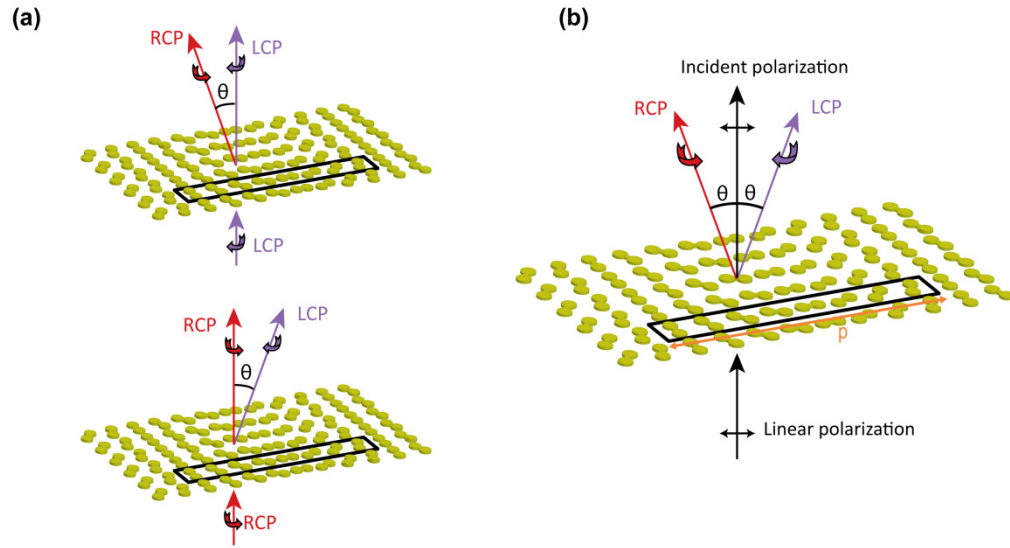 (a)
RCP
LCP
θ
LCP
RCP
LCP
θ
RCP
(b)
Incident polarization
RCP
LCP
θ θ
p
Linear polarization